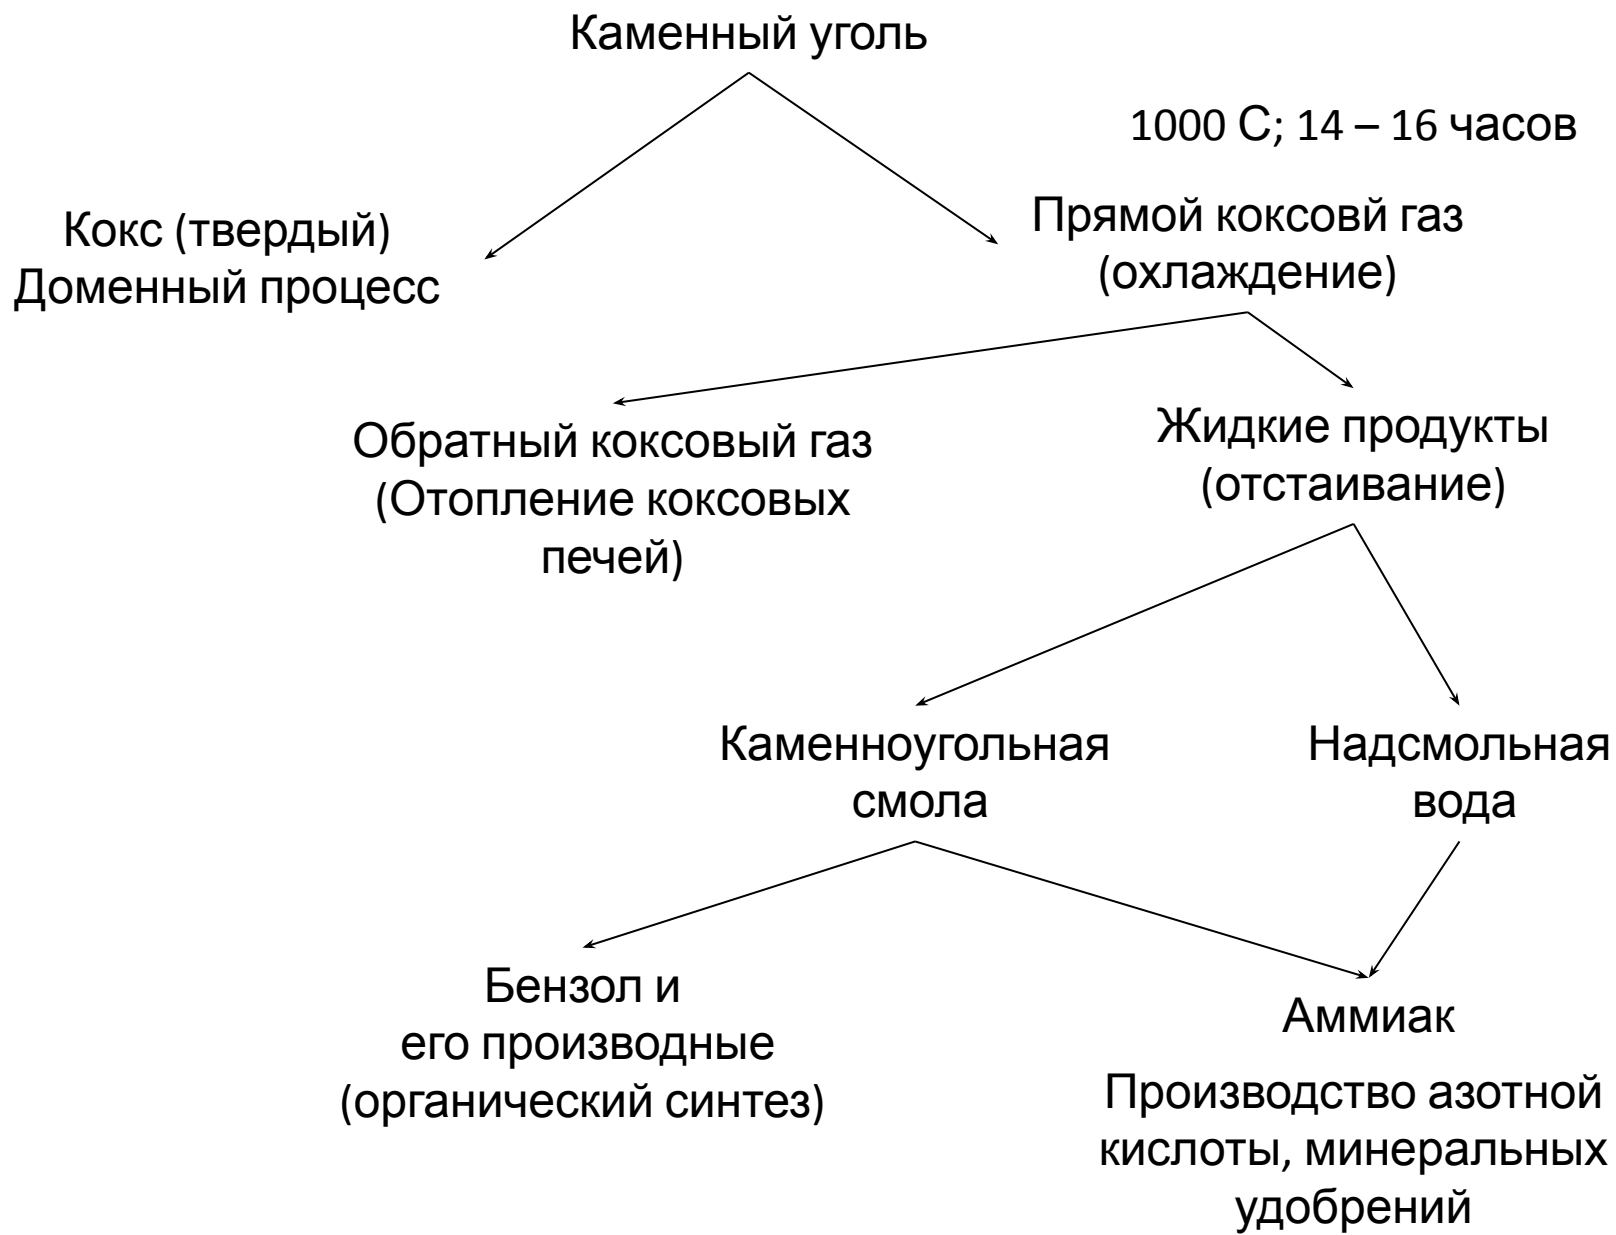 Каменный уголь
1000 С; 14 – 16 часов
Кокс (твердый)
Доменный процесс
Прямой коксовй газ
(охлаждение)
Обратный коксовый газ
(Отопление коксовых
печей)
Жидкие продукты
(отстаивание)
Каменноугольная
смола
Надсмольная
вода
Бензол и
его производные
(органический синтез)
Аммиак
Производство азотной
кислоты, минеральных
удобрений